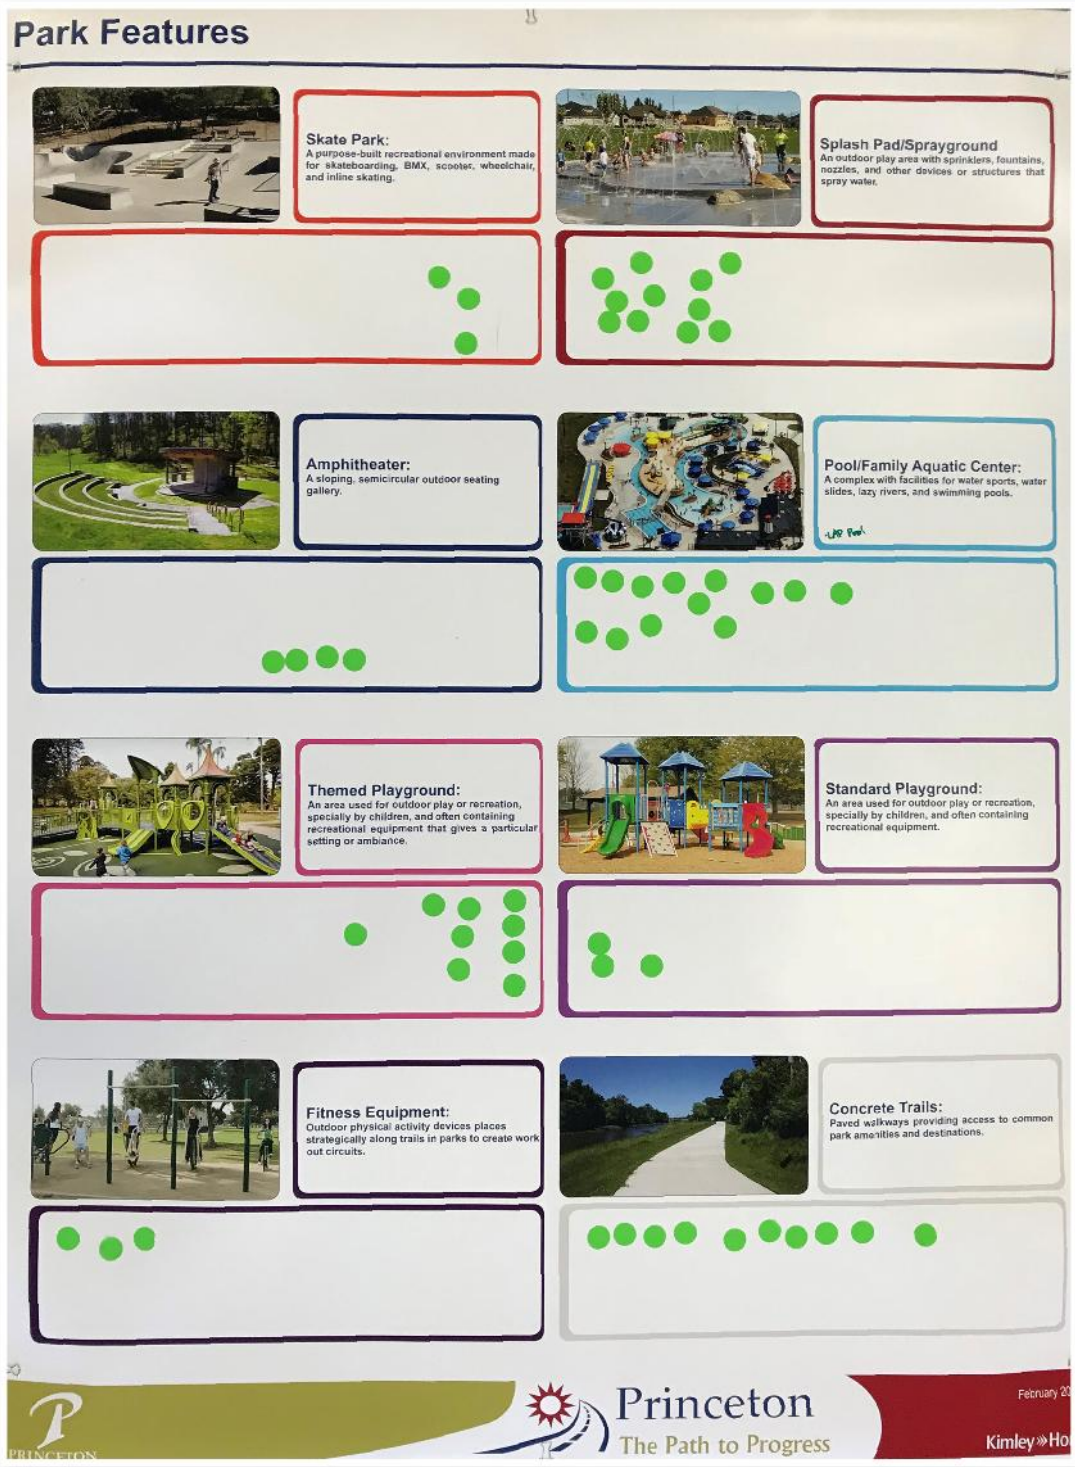 Park Features
Skate Park:
A purpose-built recreational environment made
for skateboarding, BMX, scooter, wheelchair,
and inline skating.
Splash Pad/Sprayground
An outdoor play area with sprinklers, fountains,
nozzles, and other devices or structures that
spray water.
Amphitheater:
A sloping, semicircular outdoor seating
gallery.
Pool/Family Aquatic Center:
A complex with facilities for water sports, water
slides, lazy rivers, and swimming pools.
-LAP Pool
Themed Playground:
An area used for outdoor play or recreation,
specially by children, and often containing
recreational equipment that gives a particular
setting or ambiance.
Standard Playground:
An area used for outdoor play or recreation,
specially by children, and often containing
recreational equipment.
Fitness Equipment:
Outdoor physical activity devices places
strategically along trails in parks to create work
out circuits.
Concrete Trails:
Paved walkways providing access to common
park amenities and destinations.
P
PRINCETON
Princeton
The Path to Progress
February 20
Kimley»Ho